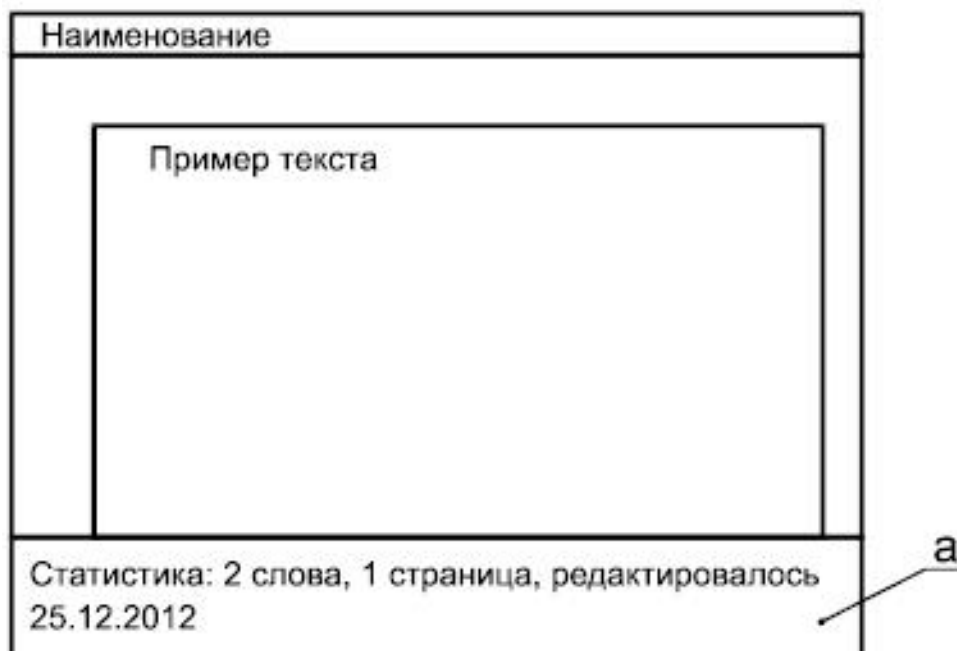 Наименование
Пример текста
Статистика: 2 слова, 1 страница, редактировалось
25.12.2012
a